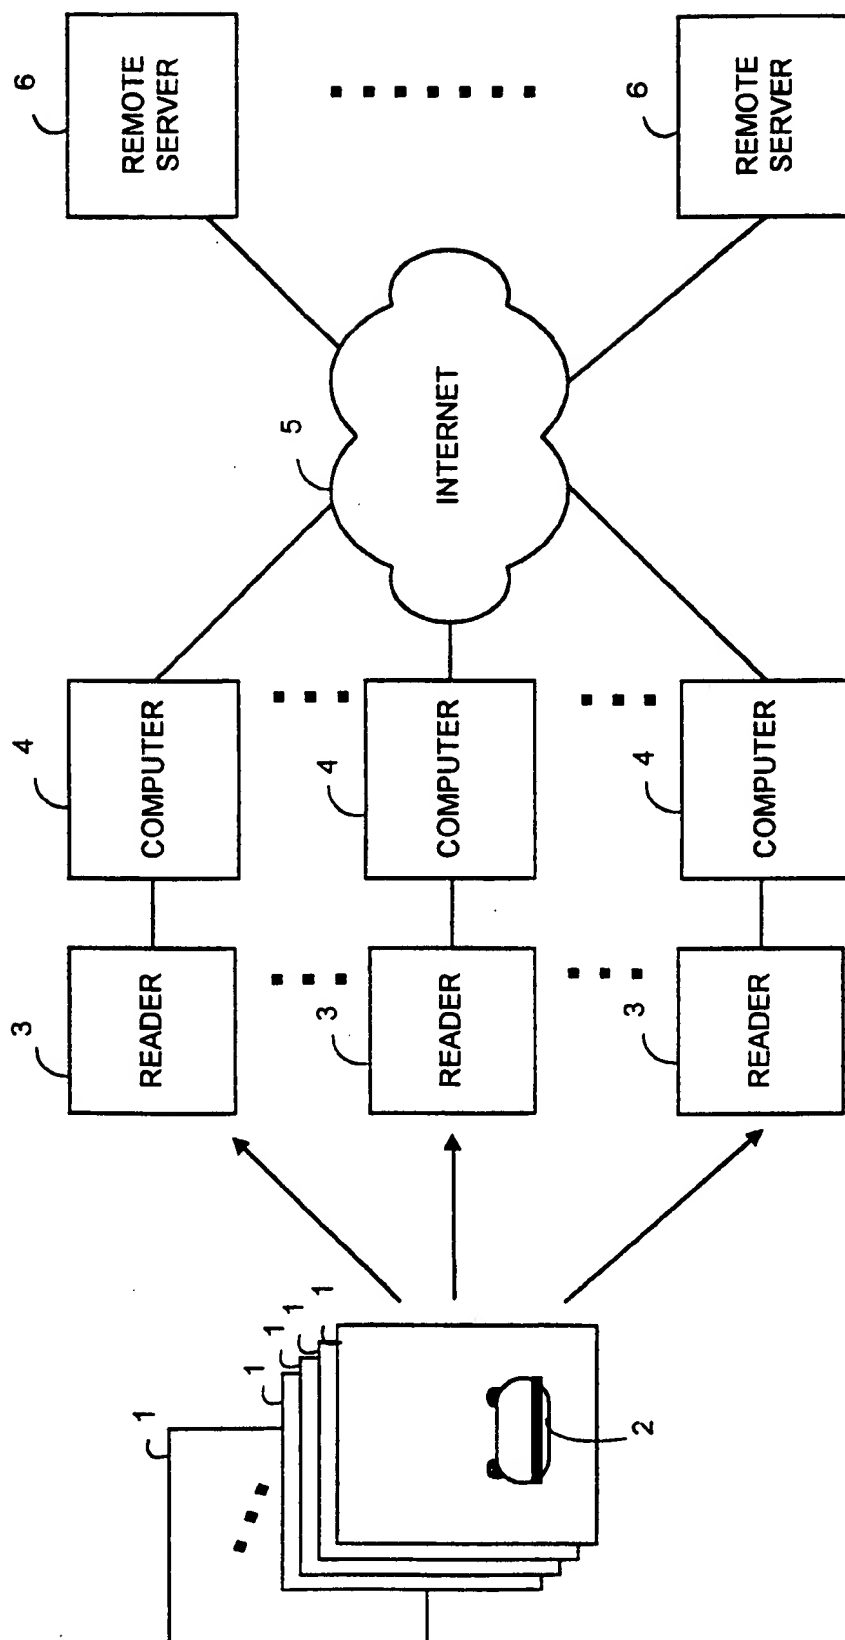 3
4
6
READER
COMPUTER
REMOTE
SERVER
1
1
1
1
1
5
3
4
READER
COMPUTER
INTERNET
2
3
4
6
READER
COMPUTER
REMOTE
SERVER